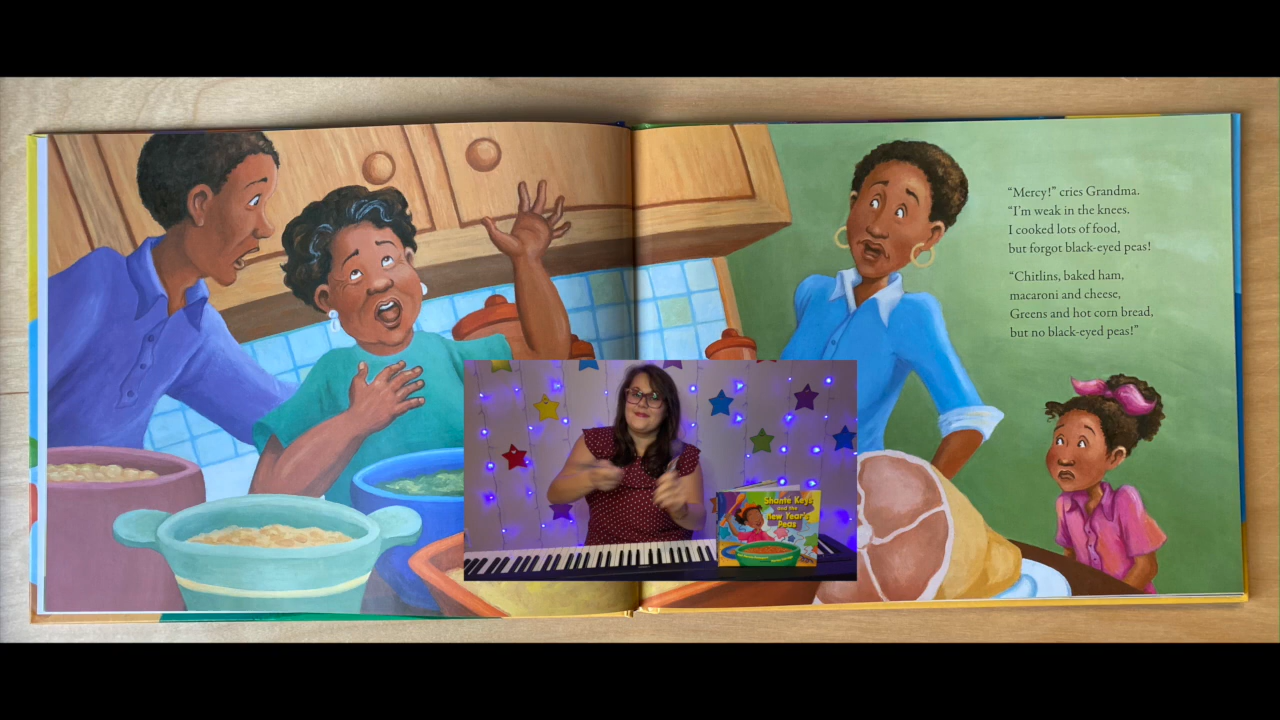 “Mercy!” cries Grandma.
“I’m weak in the knees.
I cooked lots of food,
but forgot black-eyed peas!
“Chitlins, baked ham,
macaroni and cheese,
Greens and hot corn bread,
but no black-eyed peas!”
Shante Keys
and the
New Year’s
Peas